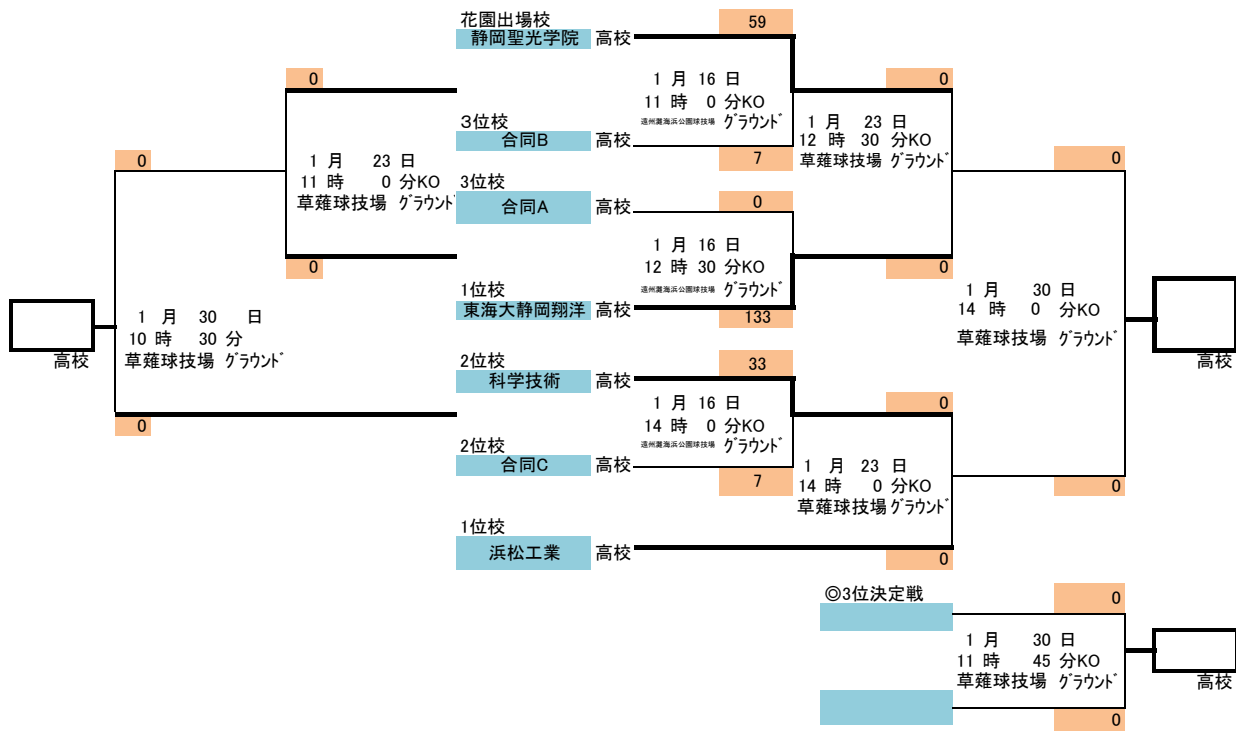 花園出場校
静岡聖光学院 高校
59
1 月 16 日
11 時 0 分KO
遠州灘海浜公園球技場 グラウンド
3位校
合同B 高校
7
3位校
合同A 高校
0
1 月 16 日
12 時 30 分KO
遠州灘海浜公園球技場 グラウンド
1位校
東海大静岡翔洋 高校
133
2位校
科学技術 高校
33
1 月 16 日
14 時 0 分KO
遠州灘海浜公園球技場 グラウンド
2位校
合同C 高校
7
1位校
浜松工業 高校
0
1 月 23 日
11 時 0 分KO
草薙球技場 グラウンド
0
0
1 月 30 日
10 時 30 分
草薙球技場 グラウンド
0
高校
0
1 月 23 日
12 時 30 分KO
草薙球技場 グラウンド
0
0
1 月 23 日
14 時 0 分KO
草薙球技場 グラウンド
0
0
1 月 30 日
14 時 0 分KO
草薙球技場 グラウンド
0
高校
◎3位決定戦
0
1 月 30 日
11 時 45 分KO
草薙球技場 グラウンド
0
高校